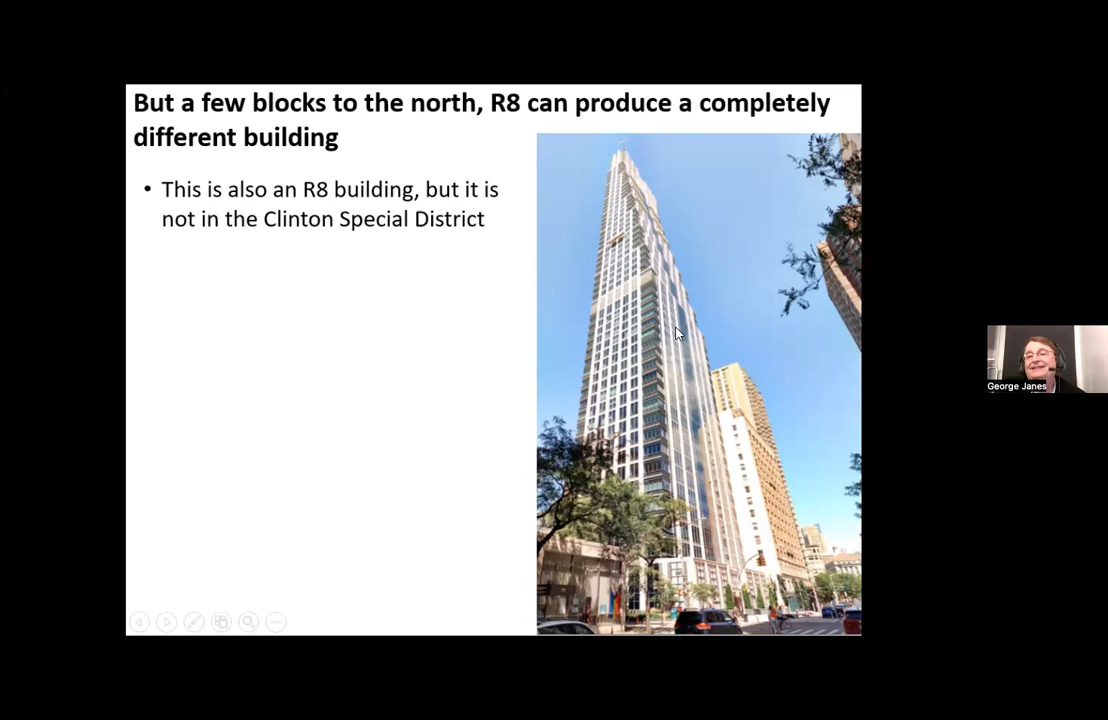 But a few blocks to the north, R8 can produce a completely
different building
• This is also an R8 building, but it is
not in the Clinton Special District
George Janes